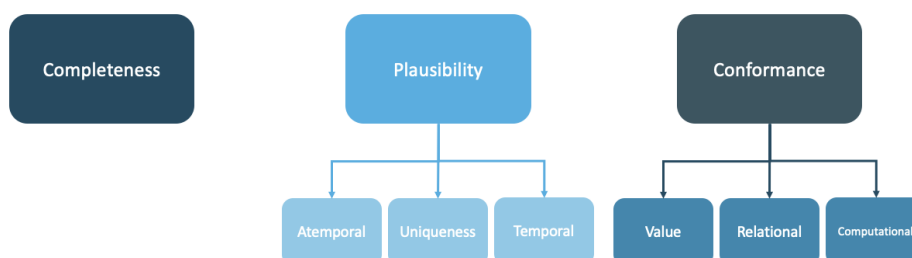 Completeness
Plausibility
Conformance
Atemporal
Uniqueness
Temporal
Value
Relational
Computational